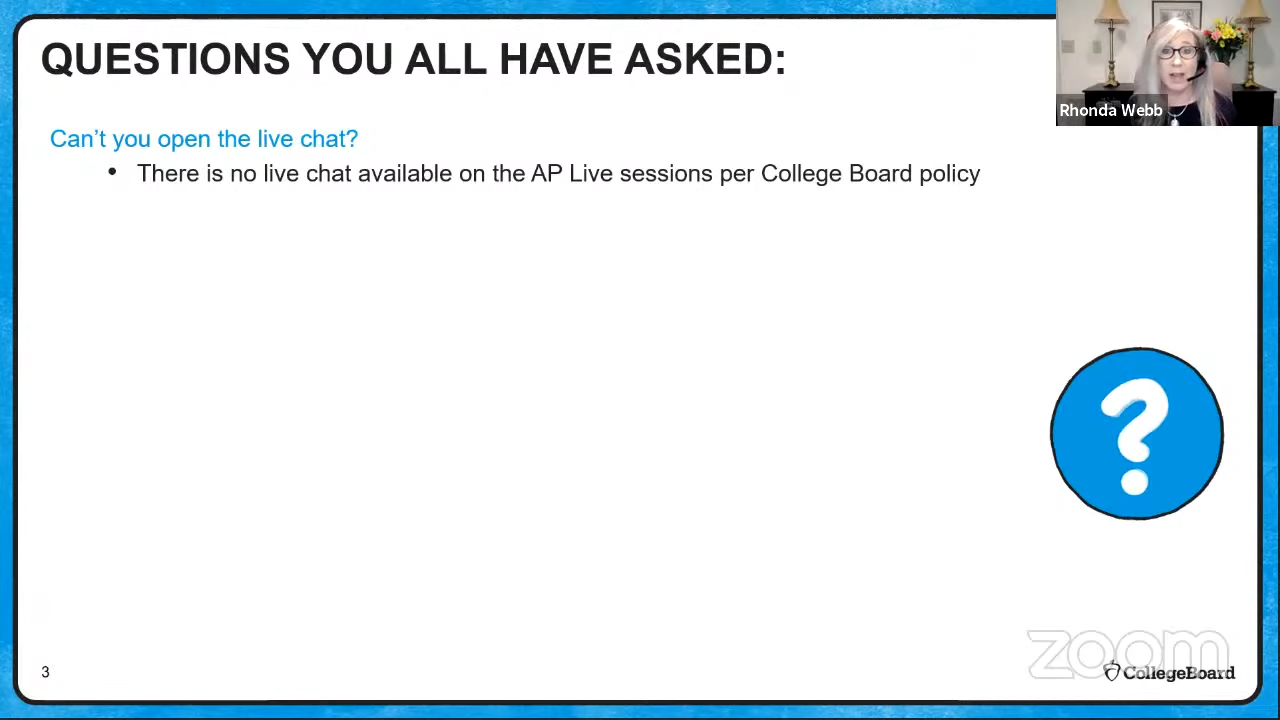 QUESTIONS YOU ALL HAVE ASKED:
Rhonda Webb
Can't you open the live chat?
• There is no live chat available on the AP Live sessions per College Board policy
?
zoom
3
CollegeBoard